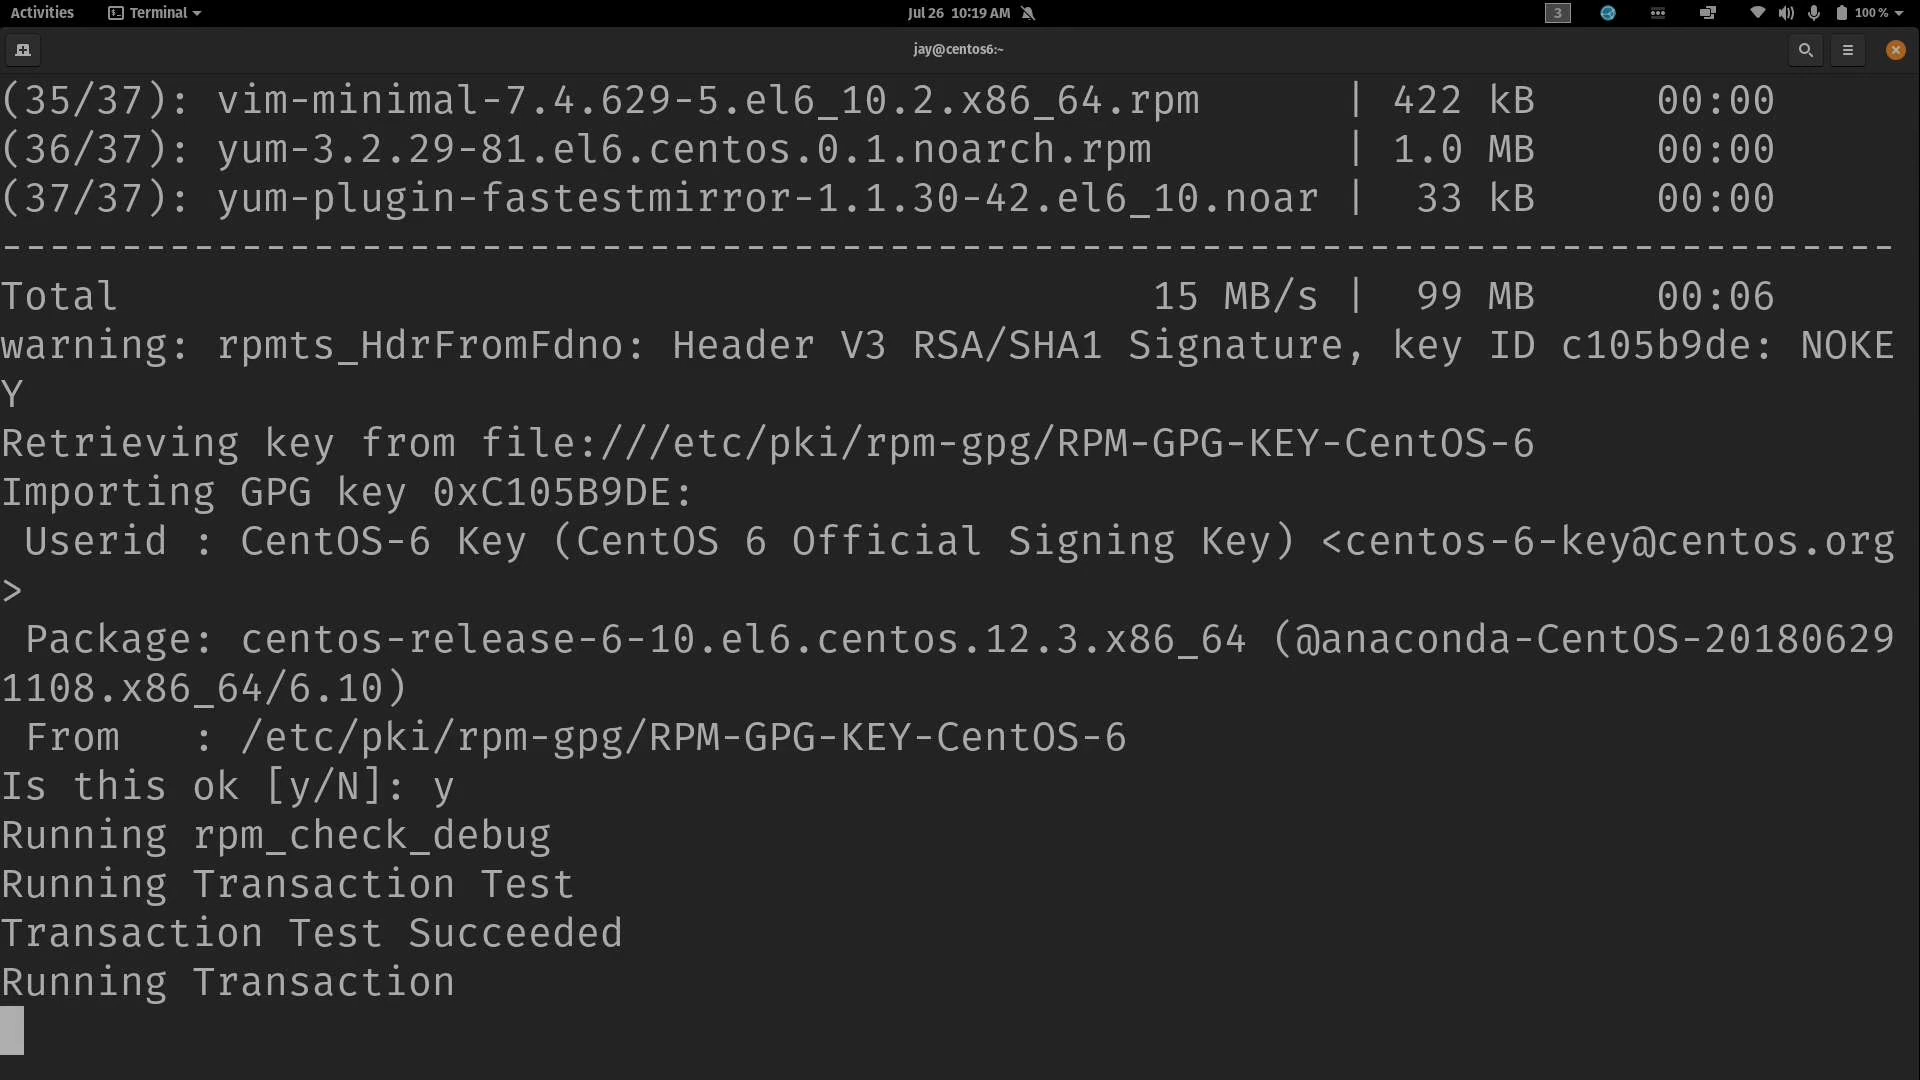 Activities Terminal Jul 26 10:19 AM 3 100 %
jay@centos6:~
(35/37): vim-minimal-7.4.629-5.el6_10.2.x86_64.rpm | 422 kB 00:00
(36/37): yum-3.2.29-81.el6.centos.0.1.noarch.rpm | 1.0 MB 00:00
(37/37): yum-plugin-fastestmirror-1.1.30-42.el6_10.noar | 33 kB 00:00
--------------------------------------------------------------------------------
Total 15 MB/s | 99 MB 00:06
warning: rpmts_HdrFromFdno: Header V3 RSA/SHA1 Signature, key ID c105b9de: NOKE
Y
Retrieving key from file:///etc/pki/rpm-gpg/RPM-GPG-KEY-CentOS-6
Importing GPG key 0xC105B9DE:
 Userid : CentOS-6 Key (CentOS 6 Official Signing Key) <centos-6-key@centos.org
>
 Package: centos-release-6-10.el6.centos.12.3.x86_64 (@anaconda-CentOS-20180629
1108.x86_64/6.10)
 From   : /etc/pki/rpm-gpg/RPM-GPG-KEY-CentOS-6
Is this ok [y/N]: y
Running rpm_check_debug
Running Transaction Test
Transaction Test Succeeded
Running Transaction